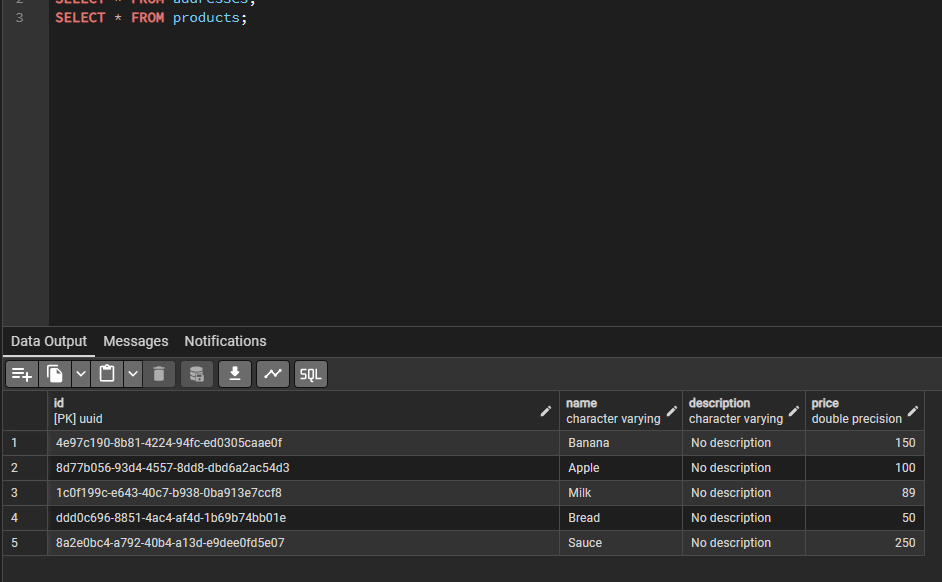 2 SELECT * FROM addresses;
3 SELECT * FROM products;
Data Output Messages Notifications
SQL
id name description price
[PK] uuid character varying character varying double precision
1 4e97c190-8b81-4224-94fc-ed0305caae0f Banana No description 150
2 8d77b056-93d4-4557-8dd8-dbd6a2ac54d3 Apple No description 100
3 1c0f199c-e643-40c7-b938-0ba913e7ccf8 Milk No description 89
4 ddd0c696-8851-4ac4-af4d-1b69b74bb01e Bread No description 50
5 8a2e0bc4-a792-40b4-a13d-e9dee0fd5e07 Sauce No description 250